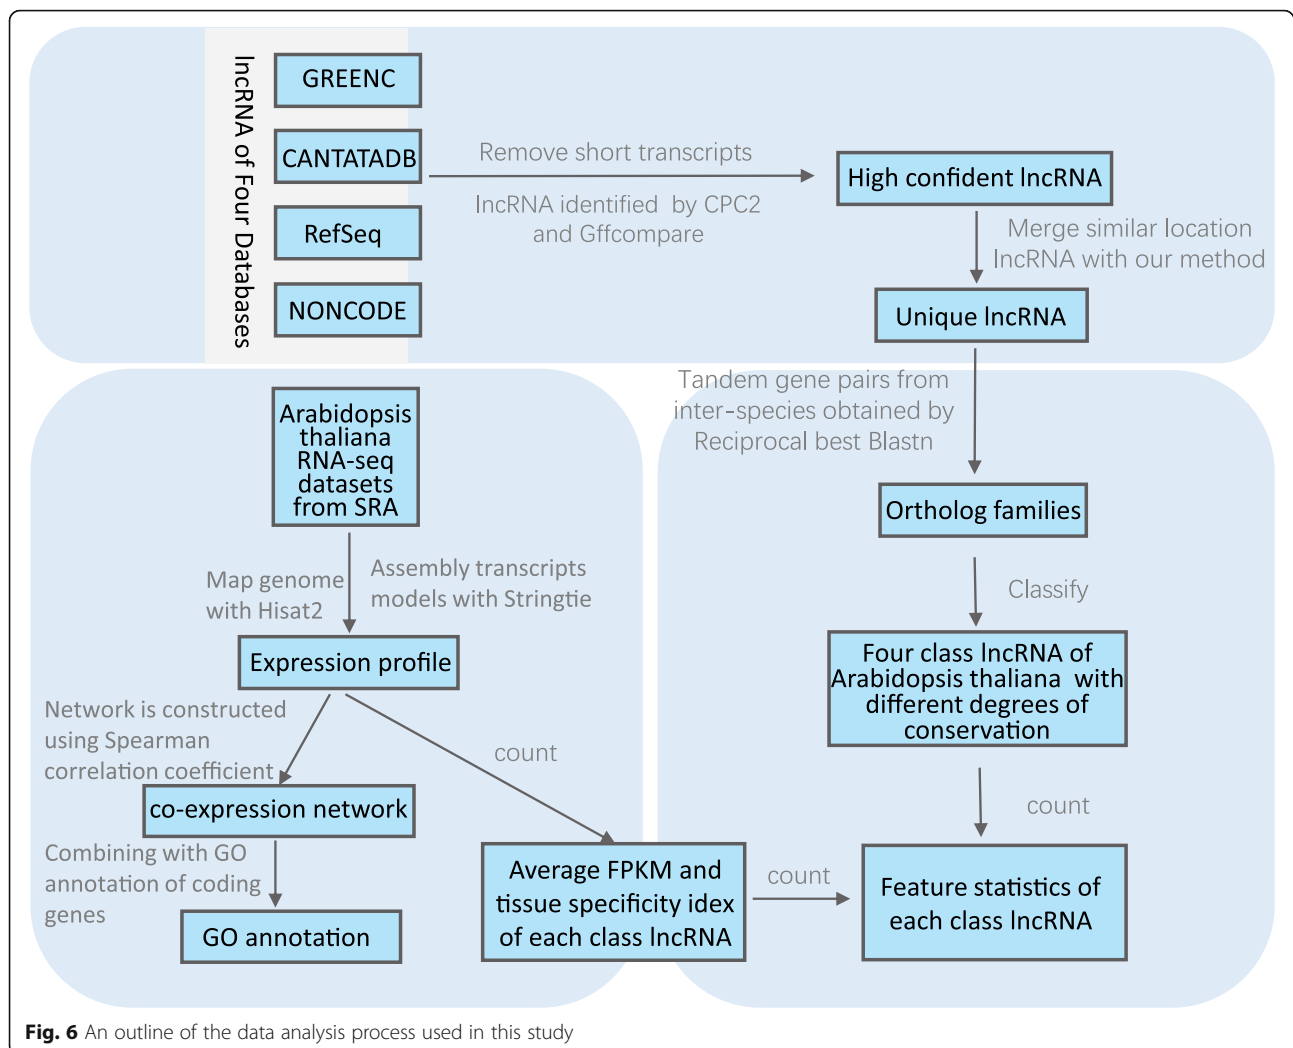 lncRNA of Four Databases
GREENC
CANTATADB
RefSeq
NONCODE
Remove short transcripts
lncRNA identified by CPC2
and Gffcompare
High confident lncRNA
Merge similar location
lncRNA with our method
Unique lncRNA
Tandem gene pairs from
inter-species obtained by
Reciprocal best Blastn
Ortholog families
Classify
Four class lncRNA of
Arabidopsis thaliana with
different degrees of
conservation
count
Feature statistics of
each class lncRNA
Arabidopsis
thaliana
RNA-seq
datasets
from SRA
Map genome
with Hisat2
Assembly transcripts
models with Stringtie
Expression profile
Network is constructed
using Spearman
correlation coefficient
count
co-expression network
Combining with GO
annotation of coding
genes
GO annotation
Average FPKM and
tissue specificity idex
of each class lncRNA
count
Fig. 6 An outline of the data analysis process used in this study